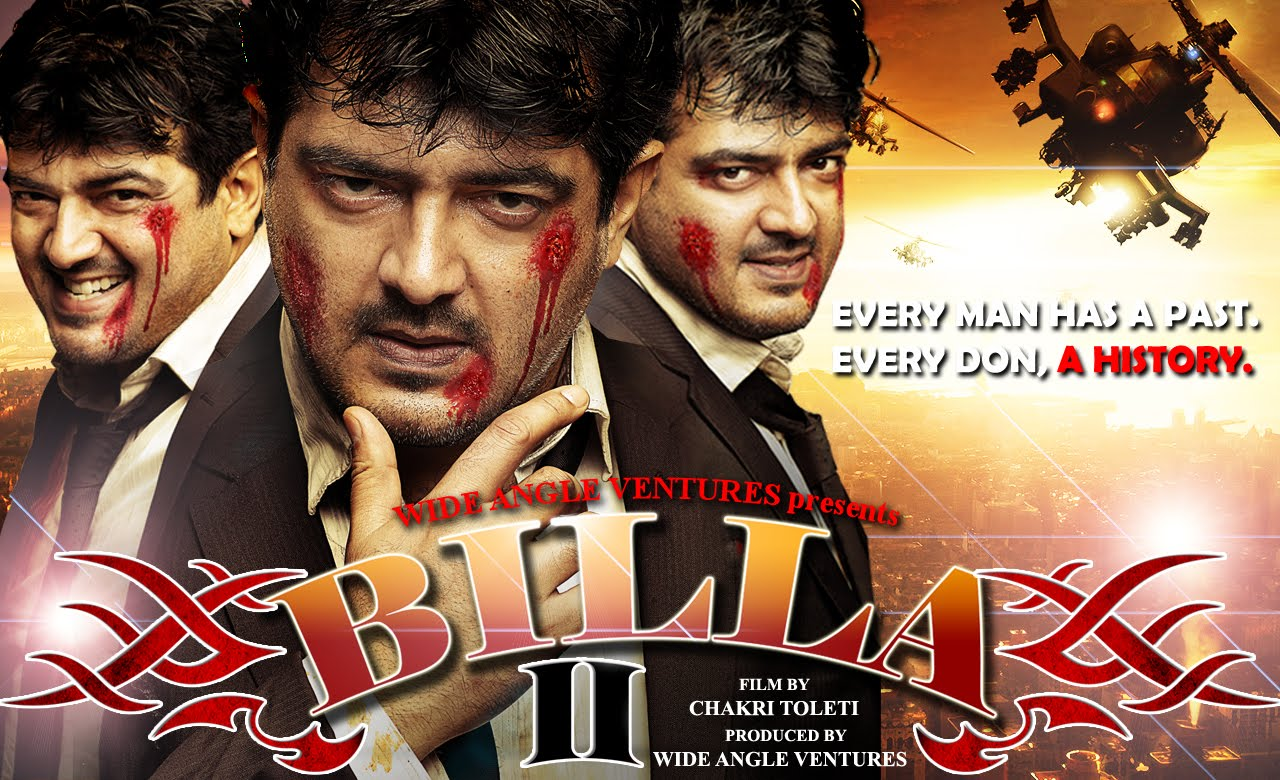 EVERY MAN HAS A PAST.
EVERY DON, A HISTORY.
WIDE ANGLE VENTURES presents
BILLA
II
FILM BY
CHAKRI TOLETI
PRODUCED BY
WIDE ANGLE VENTURES